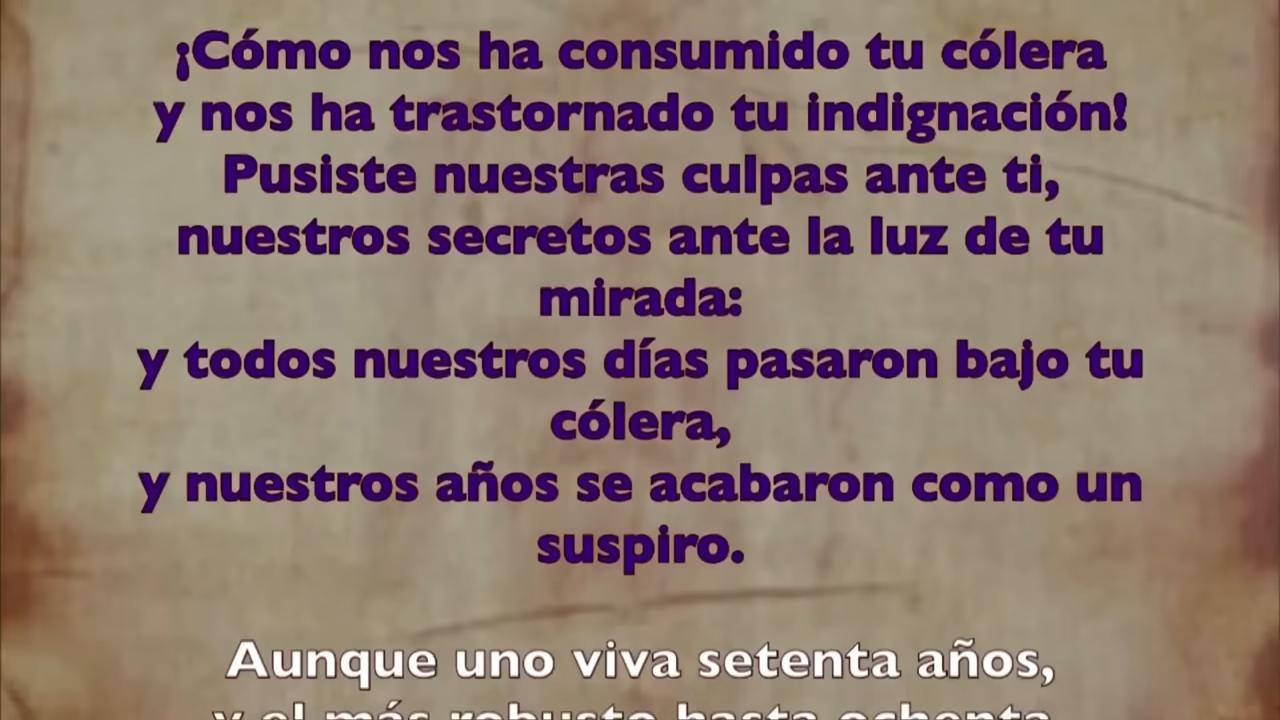 ¡Cómo nos ha consumido tu cólera
y nos ha trastornado tu indignación!
Pusiste nuestras culpas ante ti,
nuestros secretos ante la luz de tu
mirada:
y todos nuestros días pasaron bajo tu
cólera,
y nuestros años se acabaron como un
suspiro.
Aunque uno viva setenta años,
y el más robusto hasta ochenta